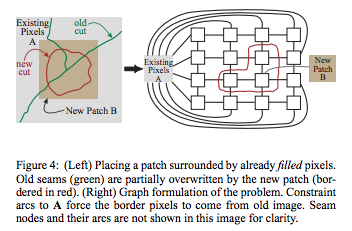 Existing
Pixels
A
old
cut
new
cut
New Patch B
Existing
Pixels
A
New
Patch
B
Figure 4: (Left) Placing a patch surrounded by already filled pixels.
Old seams (green) are partially overwritten by the new patch (bor-
dered in red). (Right) Graph formulation of the problem. Constraint
arcs to A force the border pixels to come from old image. Seam
nodes and their arcs are not shown in this image for clarity.